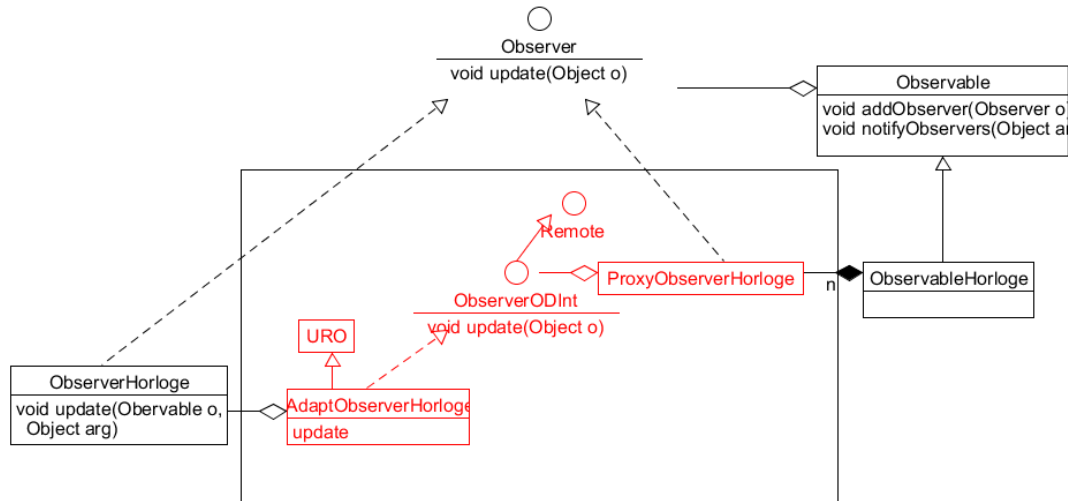 Observer
void update(Object o)
Observable
void addObserver(Observer o)
void notifyObservers(Object ar
Remote
ProxyObserverHorloge
n
ObservableHorloge
ObserverODInt
void update(Object o)
URO
ObserverHorloge
void update(Obervable o,
Object arg)
AdaptObserverHorloge
update